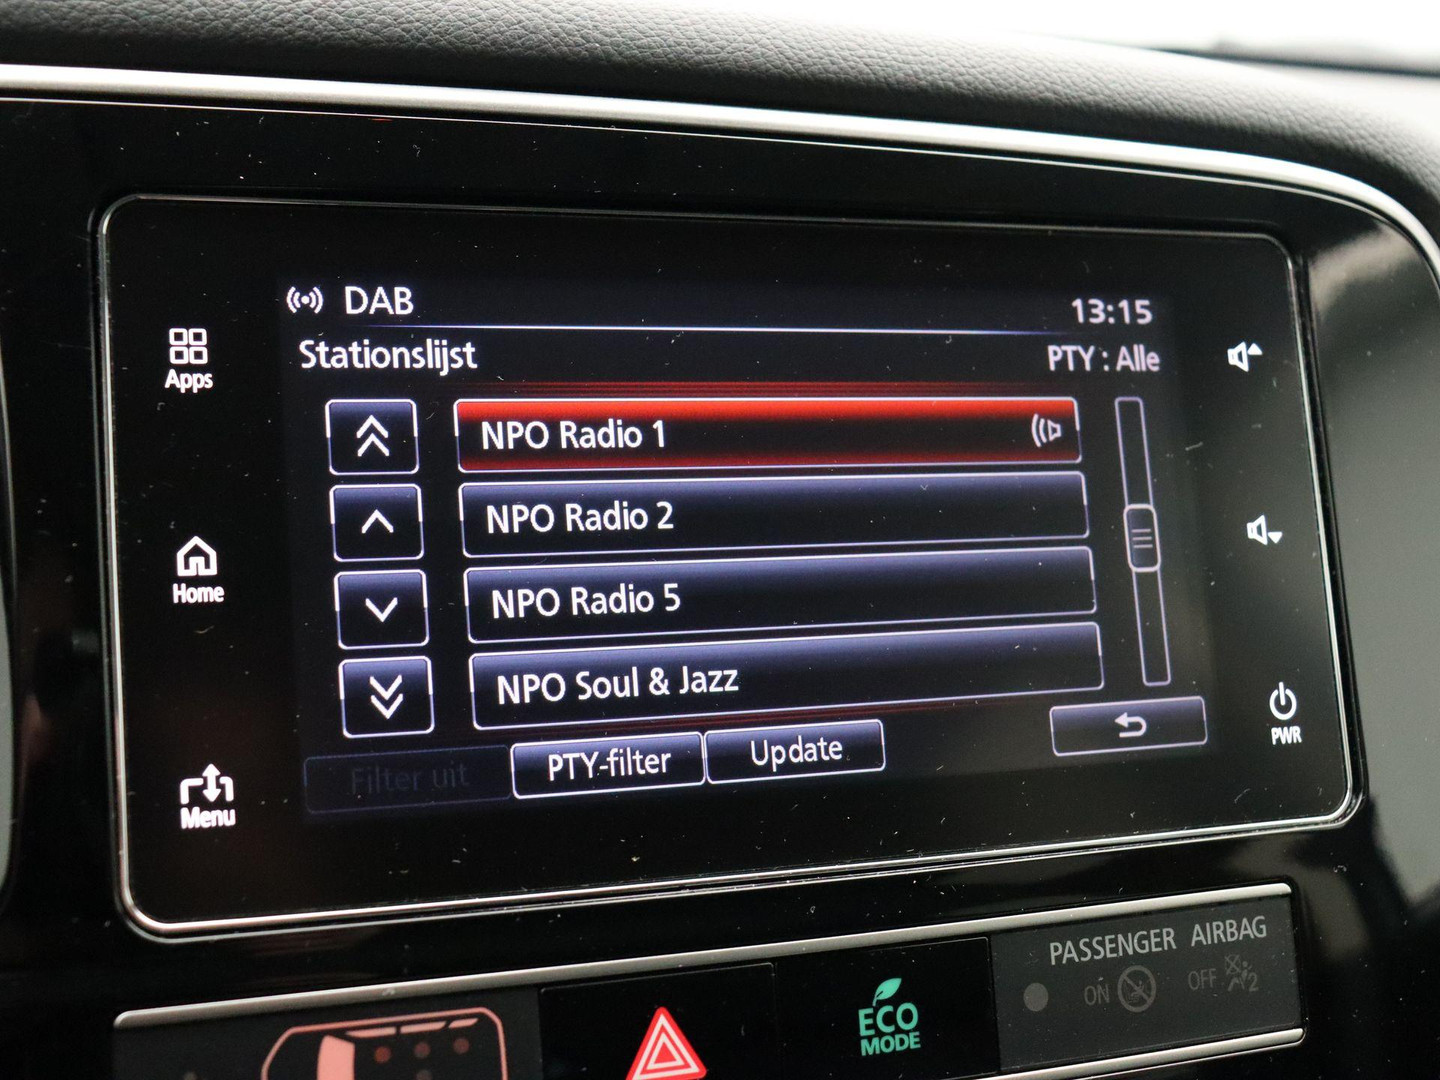 DAB
13:15
Stationslijst
PTY : Alle
Apps
NPO Radio 1
NPO Radio 2
Home
NPO Radio 5
NPO Soul & Jazz
PWR
Filter uit
PTY-filter
Update
Menu
PASSENGER AIRBAG
ON
OFF
2
ECO
MODE